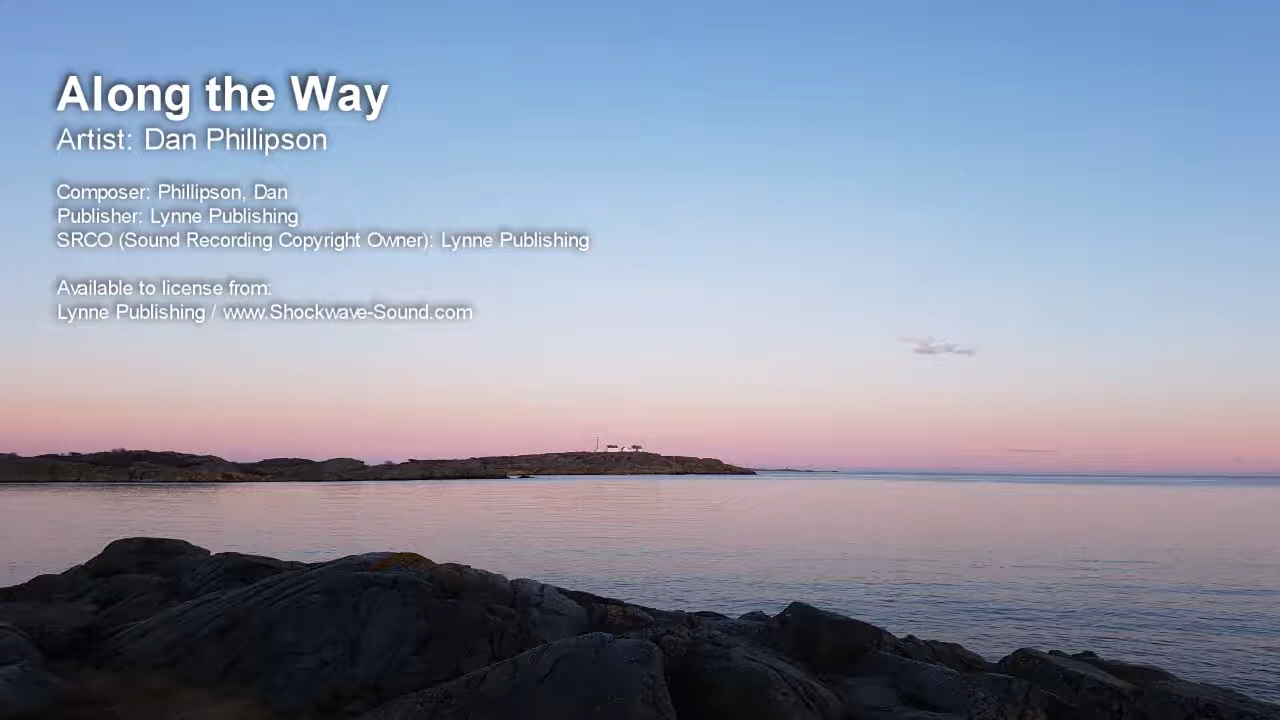 Along the Way
Artist: Dan Phillipson
Composer: Phillipson, Dan
Publisher: Lynne Publishing
SRCO (Sound Recording Copyright Owner): Lynne Publishing
Available to license from:
Lynne Publishing / www.Shockwave-Sound.com